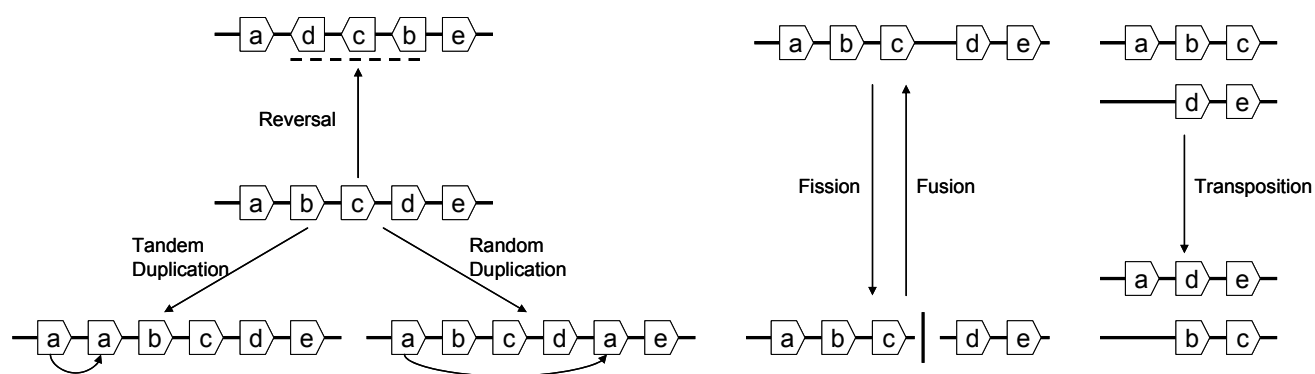 a d c b e
Reversal
a b c d e
Tandem
Duplication
Random
Duplication
a a b c d e
a b c d a e
a b c d e
Fission
Fusion
a b c d e
a b c
d e
Transposition
a d e
b c